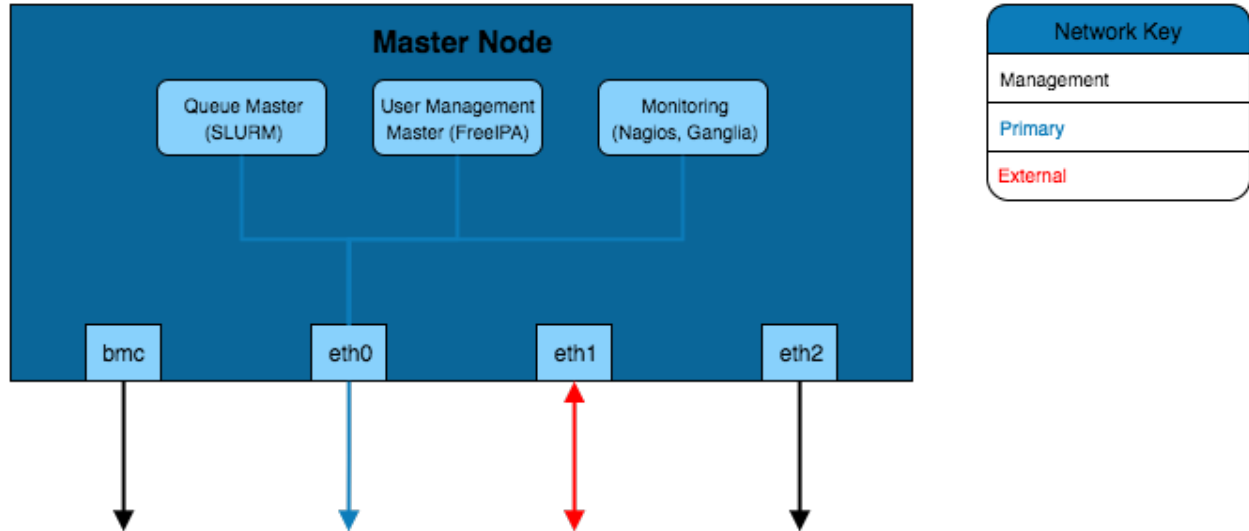 Master Node
Queue Master
(SLURM)
User Management
Master (FreeIPA)
Monitoring
(Nagios, Ganglia)
bmc
eth0
eth1
eth2
Network Key
Management
Primary
External